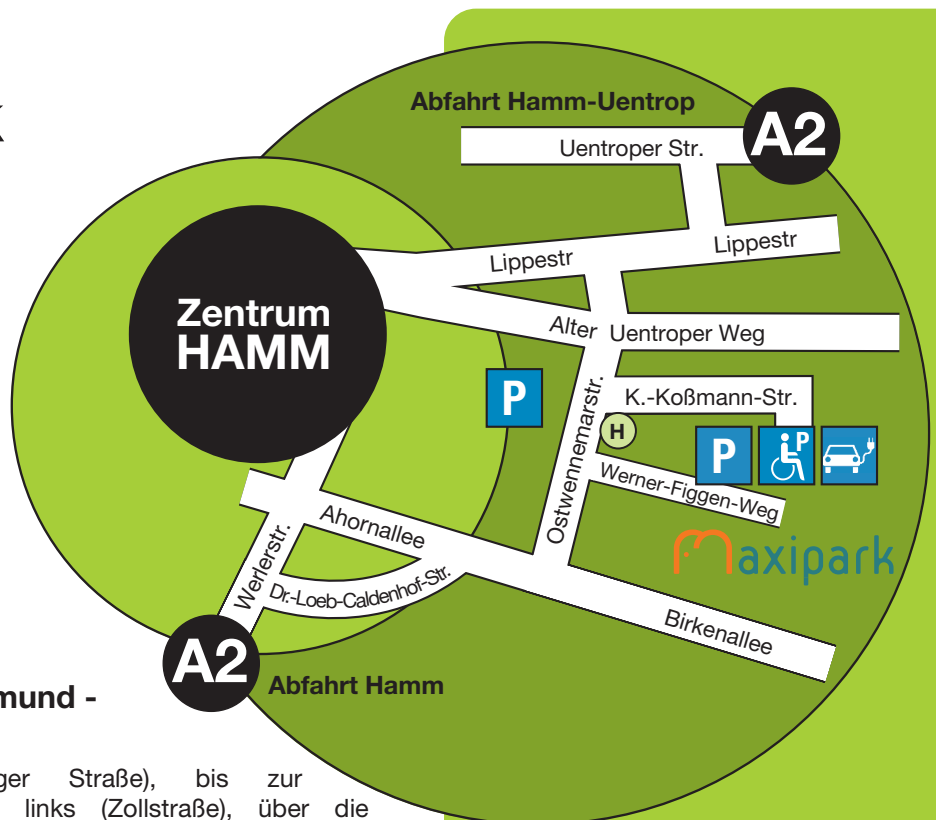 Abfahrt Hamm-Uentrop
A2
Uentroper Str.
Lippestr
Lippestr
Zentrum
HAMM
Alter Uentroper Weg
P
K.-Koßmann-Str.
Ostwennemarstr.
H
P
P
Werner-Figgen-Weg
Ahornallee
maxipark
Werlerstr.
Dr.-Loeb-Caldenhof-Str.
Birkenallee
A2
Abfahrt Hamm
mund -
ger Straße), bis zur
links (Zollstraße), über die